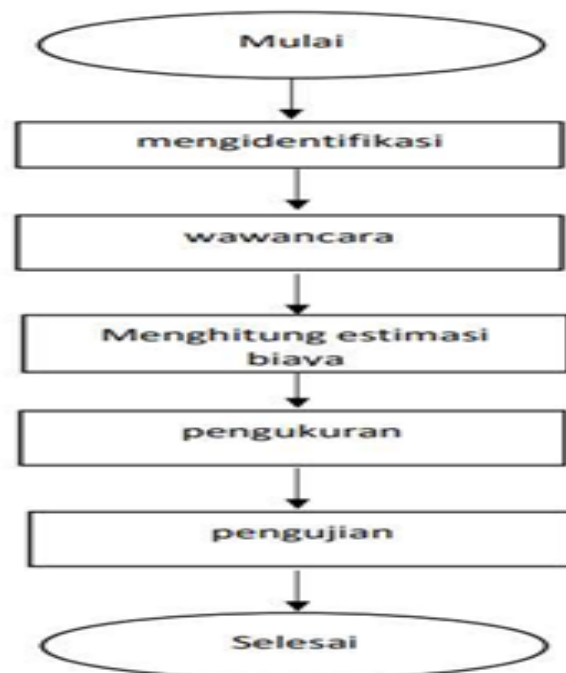 Mulai
mengidentifikasi
wawancara
Menghitung estimasi
biaya
pengukuran
pengujian
Selesai